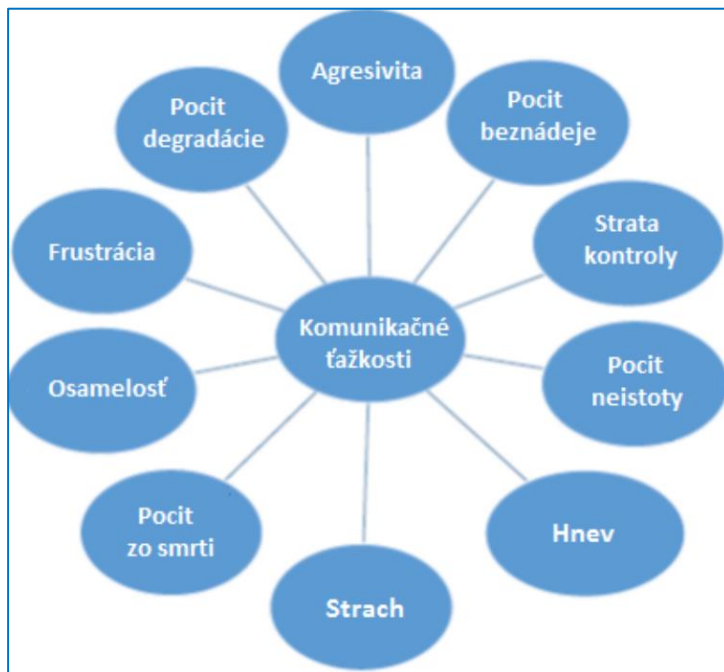 Agresivita
Pocit
beznádeje
Strata
kontroly
Pocit
neistoty
Hnev
Strach
Pocit
zo smrti
Osamelosť
Frustrácia
Pocit
degradácie
Komunikačné
ťažkosti